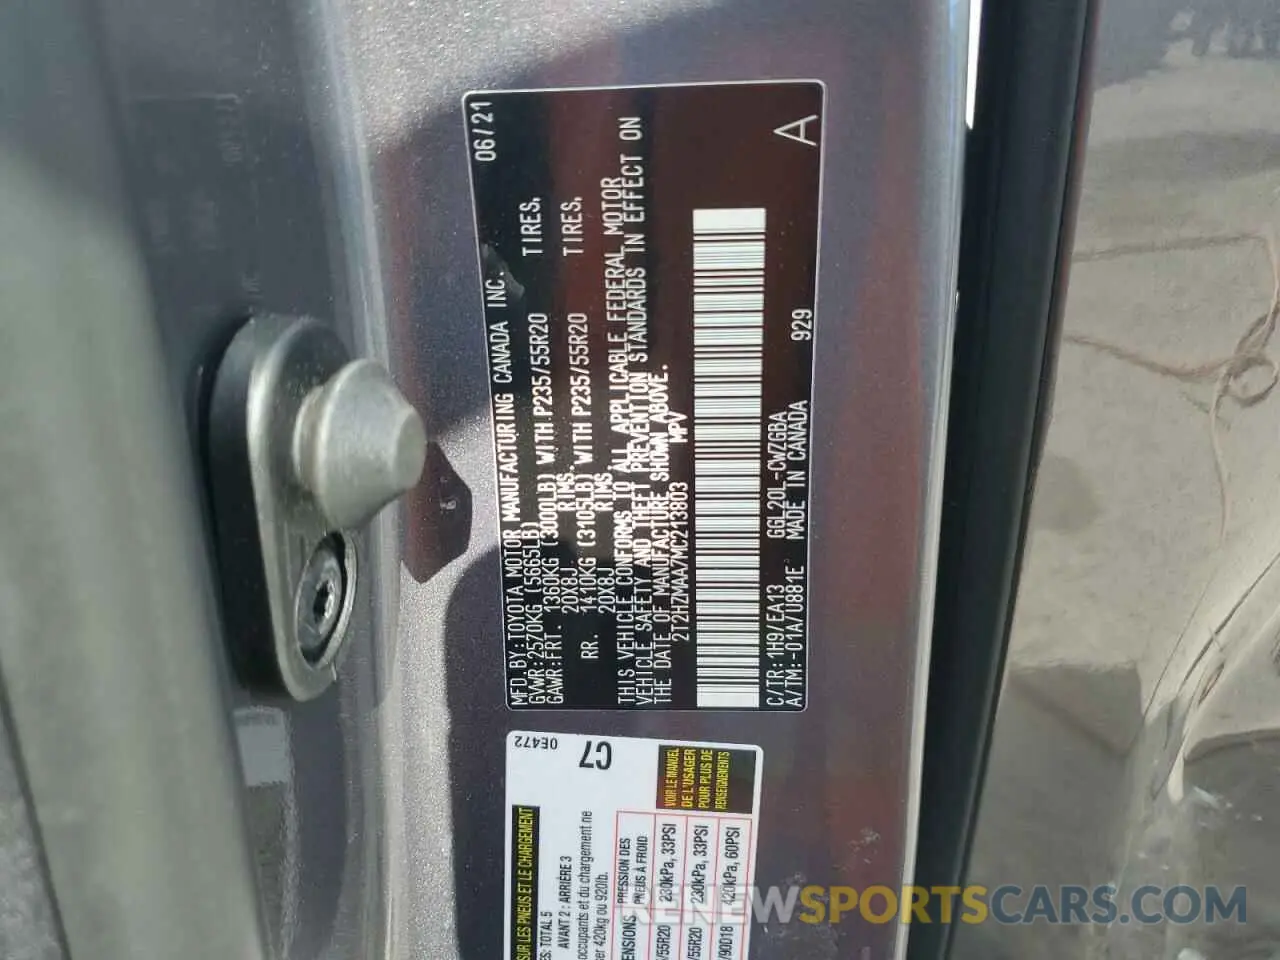 MFD. BY: TOYOTA MOTOR MANUFACTURING CANADA INC. 06/21
GVWR: 2570KG (5665LB)
GAWR: FRT. 1360KG (3000LB) WITH P235/55R20 TIRES,
20X8J RIMS.
RR. 1410KG (3105LB) WITH P235/55R20 TIRES,
20X8J RIMS.
THIS VEHICLE CONFORMS TO ALL APPLICABLE FEDERAL MOTOR
VEHICLE SAFETY AND THEFT PREVENTION STANDARDS IN EFFECT ON
THE DATE OF MANUFACTURE SHOWN ABOVE.
2T2HZMAA7MC213803 MPV
A
C/TR: 1H9/EA13 GGL20L-CWZGBA 929
A/TM: -01A/U881E MADE IN CANADA
0E472
C7
SUR LES PNEUS ET LE CHARGEMENT
TOTAL 5
AVANT 2 : ARRIÈRE 3
occupants et du chargement ne
420kg ou 920lb.
PRESSION DES
PNEUS À FROID
/55R20 230kPa, 33PSI
/55R20 230kPa, 33PSI
/90D18 420kPa, 60PSI
VOIR LE MANUEL
DE L'USAGER
POUR PLUS DE
RENSEIGNEMENTS
RENEWSPORTSCARS.COM